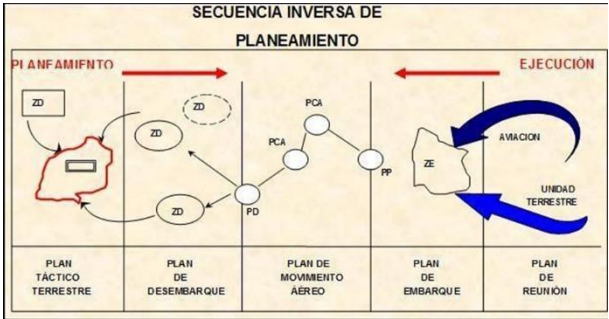 SECUENCIA INVERSA DE
PLANEAMIENTO
PLANEAMIENTO
EJECUCIÓN
ZD
ZD
ZD
ZD
PD
PCA
PCA
PP
ZE
AVIACION
UNIDAD
TERRESTRE
PLAN
TÁCTICO
TERRESTRE
PLAN
DE
DESEMBARQUE
PLAN DE
MOVIMIENTO
AÉREO
PLAN
DE
EMBARQUE
PLAN
DE
REUNIÓN